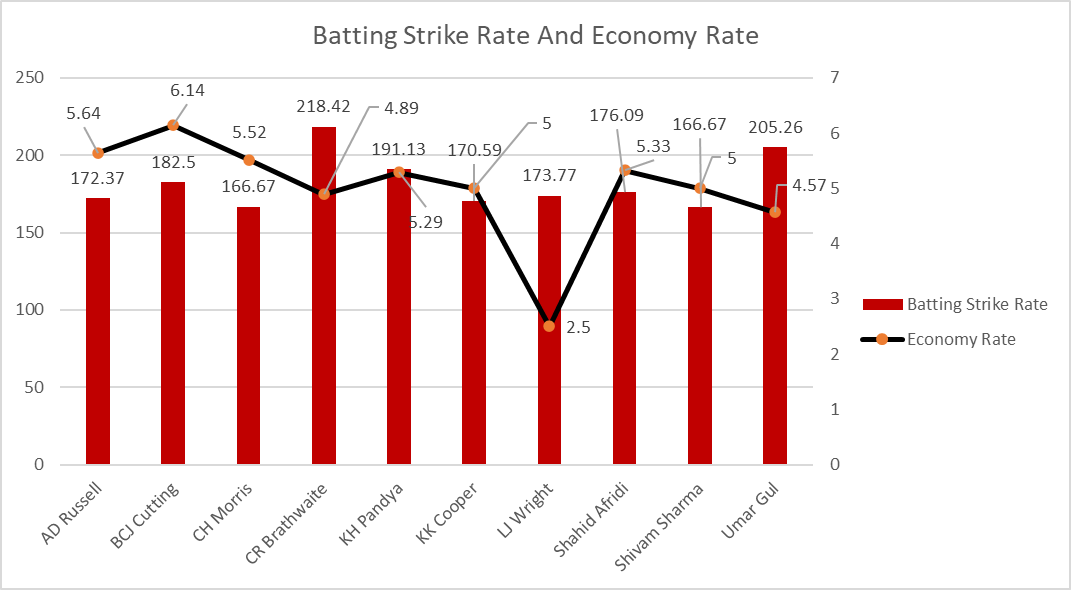 Batting Strike Rate And Economy Rate
250
200
150
100
50
0
7
6
5
4
3
2
1
0
5.64
6.14
5.52
4.89
5.29
5
2.5
5.33
5
4.57
172.37
182.5
166.67
218.42
191.13
170.59
173.77
176.09
166.67
205.26
AD Russell
BCJ Cutting
CH Morris
CR Brathwaite
KH Pandya
KK Cooper
LJ Wright
Shahid Afridi
Shivam Sharma
Umar Gul
Batting Strike Rate
Economy Rate